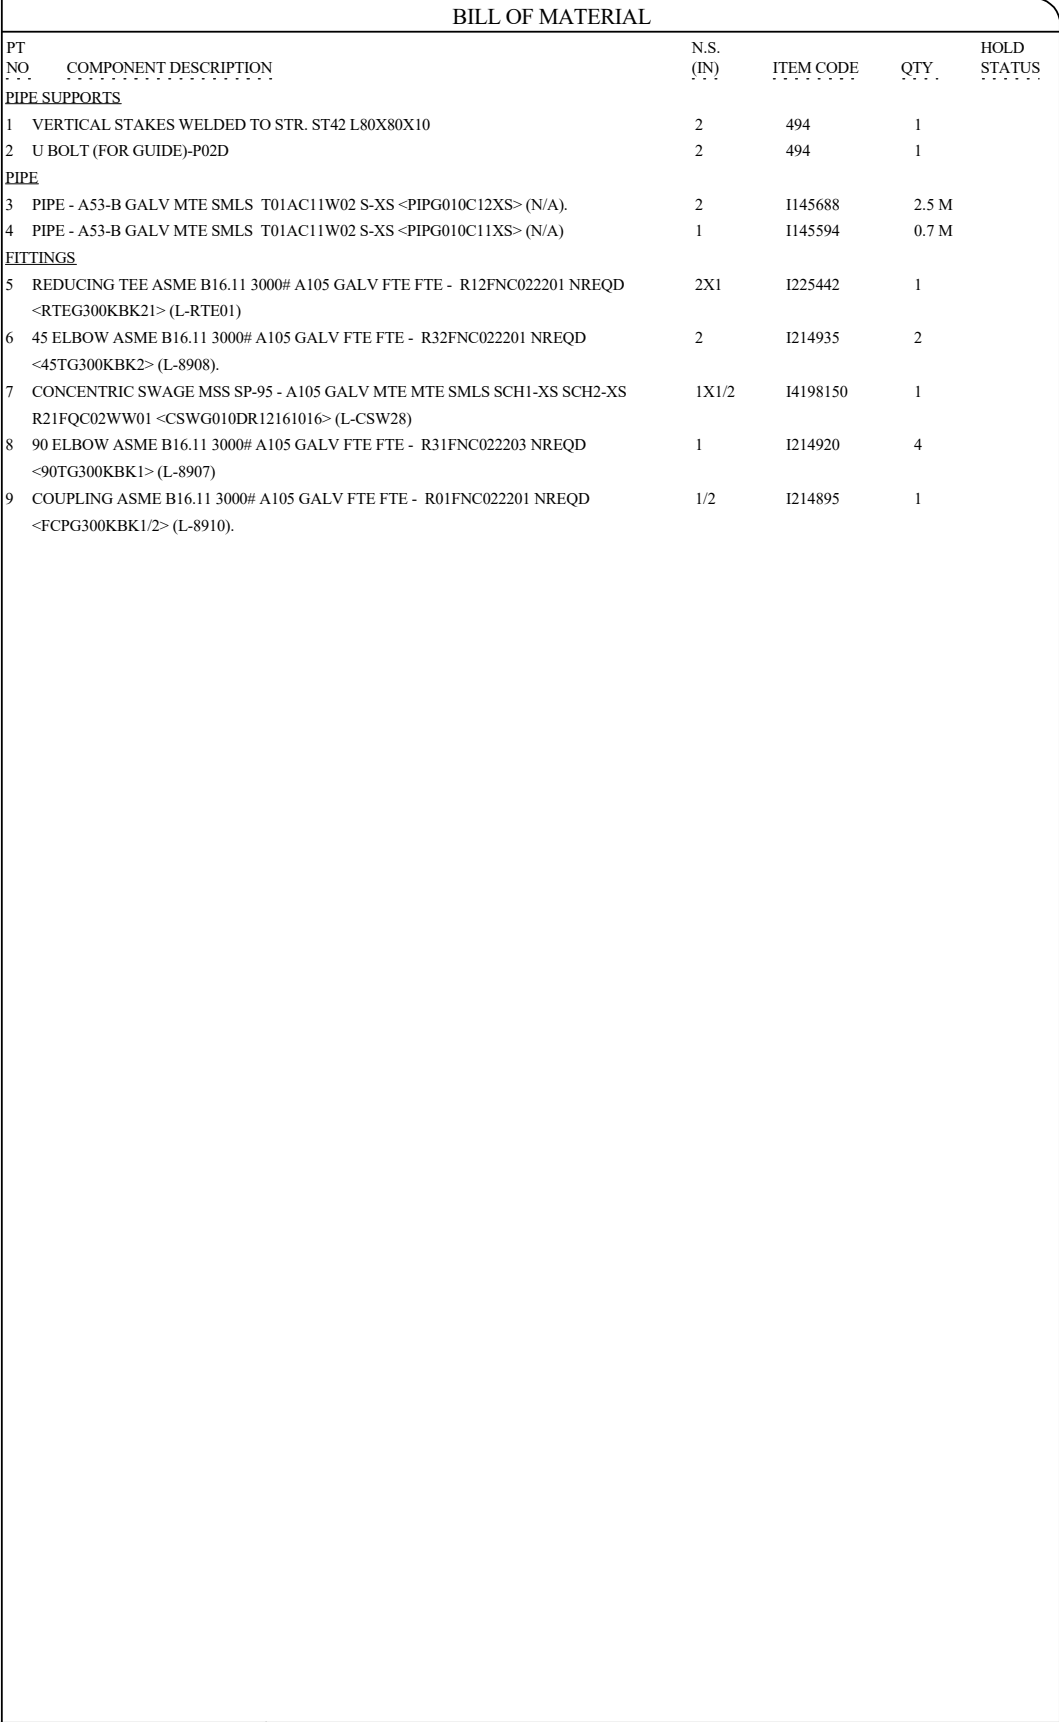 BILL OF MATERIAL
PT N.S. HOLD
NO COMPONENT DESCRIPTION (IN) ITEM CODE QTY STATUS
PIPE SUPPORTS
1 VERTICAL STAKES WELDED TO STR. ST42 L80X80X10 2 494 1
2 U BOLT (FOR GUIDE)-P02D 2 494 1
PIPE
3 PIPE - A53-B GALV MTE SMLS T01AC11W02 S-XS <PIPG010C12XS> (N/A). 2 I145688 2.5 M
4 PIPE - A53-B GALV MTE SMLS T01AC11W02 S-XS <PIPG010C11XS> (N/A) 1 I145594 0.7 M
FITTINGS
5 REDUCING TEE ASME B16.11 3000# A105 GALV FTE FTE - R12FNC022201 NREQD 2X1 I225442 1
<RTEG300KBK21> (L-RTE01)
6 45 ELBOW ASME B16.11 3000# A105 GALV FTE FTE - R32FNC022201 NREQD 2 I214935 2
<45TG300KBK2> (L-8908).
7 CONCENTRIC SWAGE MSS SP-95 - A105 GALV MTE MTE SMLS SCH1-XS SCH2-XS 1X1/2 I4198150 1
R21FQC02WW01 <CSWG010DR12161016> (L-CSW28)
8 90 ELBOW ASME B16.11 3000# A105 GALV FTE FTE - R31FNC022203 NREQD 1 I214920 4
<90TG300KBK1> (L-8907)
9 COUPLING ASME B16.11 3000# A105 GALV FTE FTE - R01FNC022201 NREQD 1/2 I214895 1
<FCPG300KBK1/2> (L-8910).